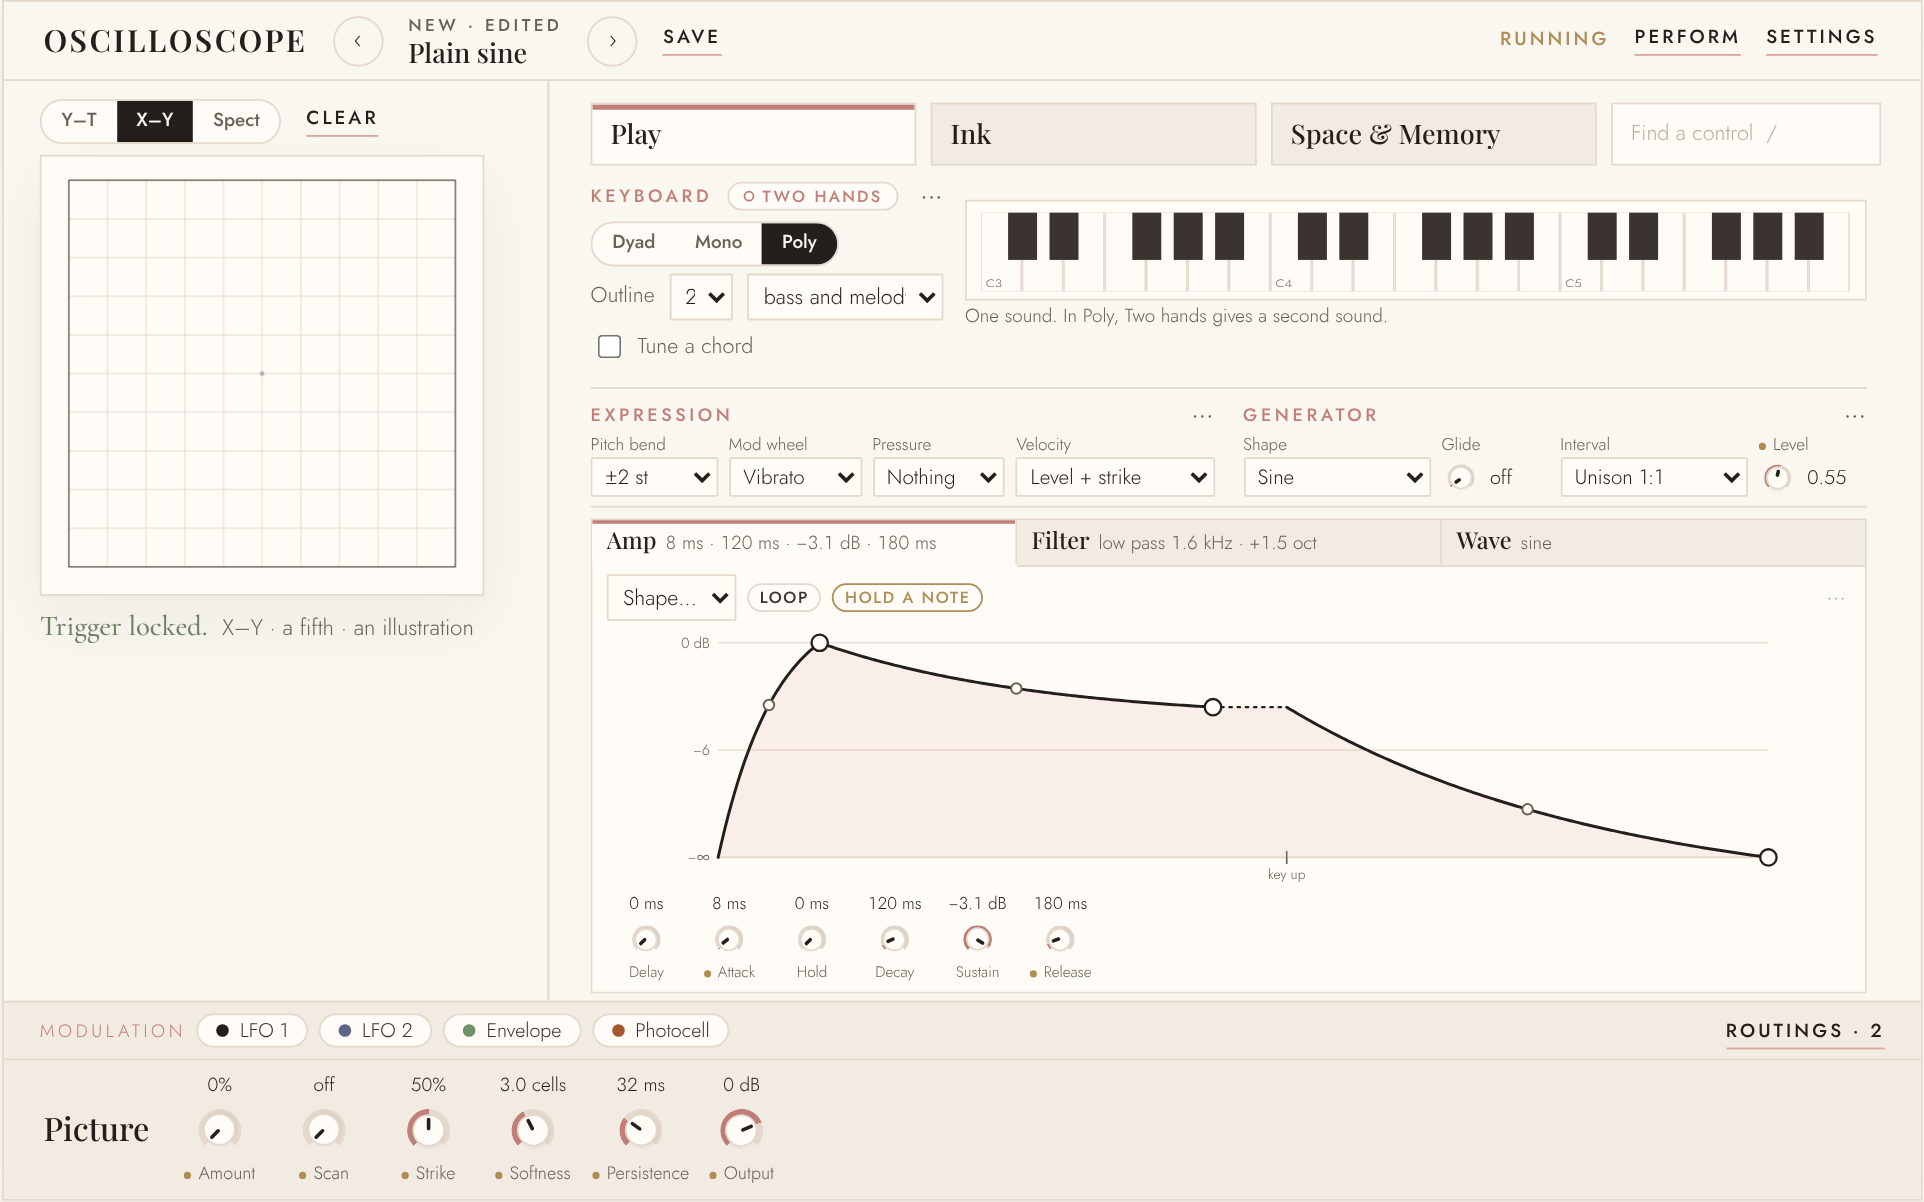 OSCILLOSCOPE
‹
NEW · EDITED
Plain sine
›
SAVE
RUNNING
PERFORM
SETTINGS
Y–T
X–Y
Spect
CLEAR
Trigger locked. X–Y · a fifth · an illustration
Play
Ink
Space & Memory
Find a control /
KEYBOARD
TWO HANDS
...
Dyad
Mono
Poly
Outline
2
bass and melod
Tune a chord
C3
C4
C5
One sound. In Poly, Two hands gives a second sound.
EXPRESSION
...
Pitch bend
Mod wheel
Pressure
Velocity
±2 st
Vibrato
Nothing
Level + strike
GENERATOR
...
Shape
Glide
Interval
Level
Sine
off
Unison 1:1
0.55
Amp 8 ms · 120 ms · −3.1 dB · 180 ms
Filter low pass 1.6 kHz · +1.5 oct
Wave sine
Shape...
LOOP
HOLD A NOTE
...
0 dB
−6
−∞
key up
0 ms
8 ms
0 ms
120 ms
−3.1 dB
180 ms
Delay
Attack
Hold
Decay
Sustain
Release
MODULATION
LFO 1
LFO 2
Envelope
Photocell
ROUTINGS · 2
Picture
0%
off
50%
3.0 cells
32 ms
0 dB
Amount
Scan
Strike
Softness
Persistence
Output